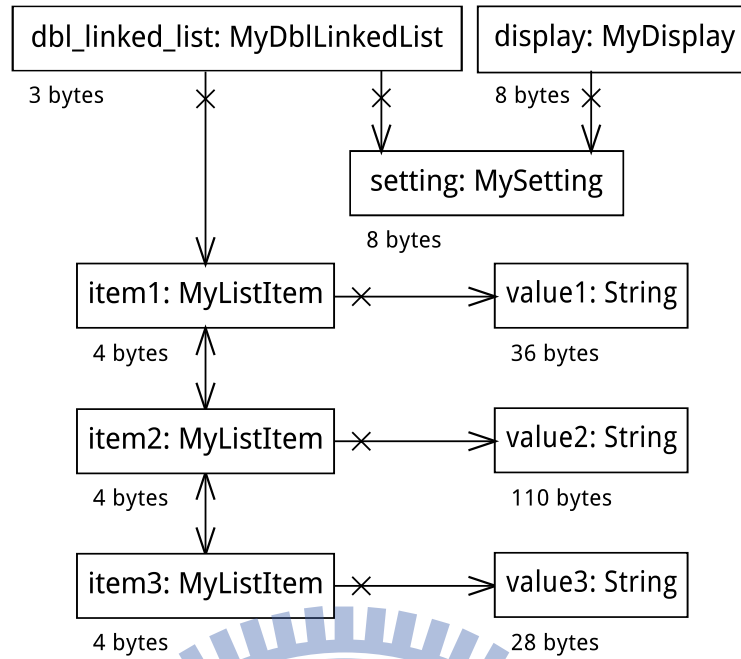 dbl_linked_list: MyDblLinkedList
display: MyDisplay
3 bytes
8 bytes
setting: MySetting
8 bytes
item1: MyListItem
value1: String
4 bytes
36 bytes
item2: MyListItem
value2: String
4 bytes
110 bytes
item3: MyListItem
value3: String
4 bytes
28 bytes